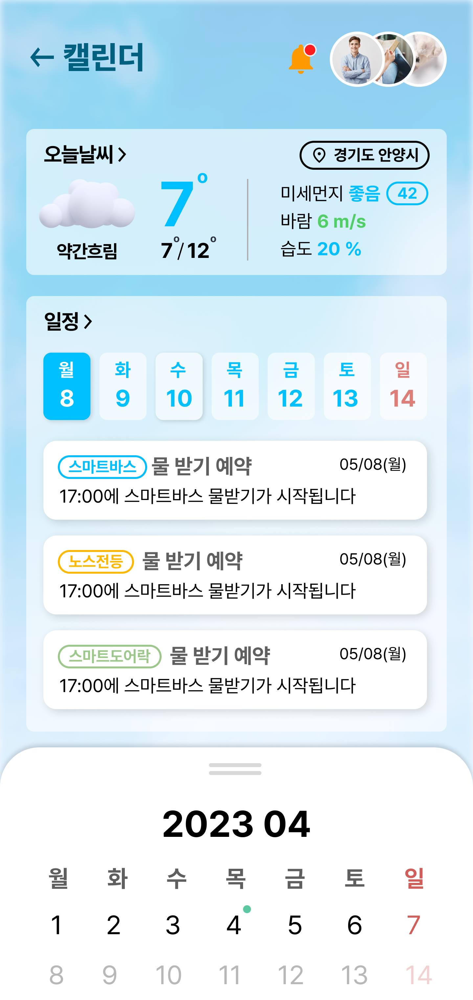 캘린더
오늘날씨
경기도 안양시
7°
미세먼지 좋음 42
바람 6 m/s
습도 20 %
약간흐림
7°/12°
일정
월 화 수 목 금 토 일
8 9 10 11 12 13 14
스마트바스 물 받기 예약 05/08(월)
17:00에 스마트바스 물받기가 시작됩니다
노스전등 물 받기 예약 05/08(월)
17:00에 스마트바스 물받기가 시작됩니다
스마트도어락 물 받기 예약 05/08(월)
17:00에 스마트바스 물받기가 시작됩니다
2023 04
월 화 수 목 금 토 일
1 2 3 4 5 6 7
8 9 10 11 12 13 14